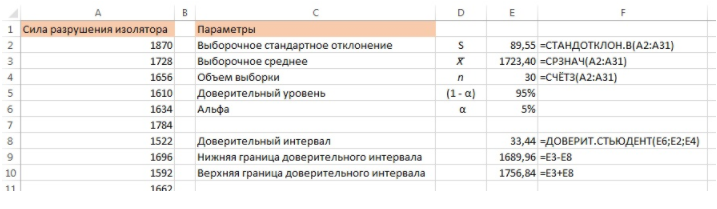 A B C D E F
1 Сила разрушения изолятора Параметры
2 1870 Выборочное стандартное отклонение S 89,55 =СТАНДОТКЛОН.В(A2:A31)
3 1728 Выборочное среднее X̄ 1723,40 =СРЗНАЧ(A2:A31)
4 1656 Объем выборки n 30 =СЧЁТЗ(A2:A31)
5 1610 Доверительный уровень (1 - α) 95%
6 1634 Альфа α 5%
7 1784
8 1522 Доверительный интервал 33,44 =ДОВЕРИТ.СТЬЮДЕНТ(E6;E2;E4)
9 1696 Нижняя граница доверительного интервала 1689,96 =E3-E8
10 1592 Верхняя граница доверительного интервала 1756,84 =E3+E8
11 1662